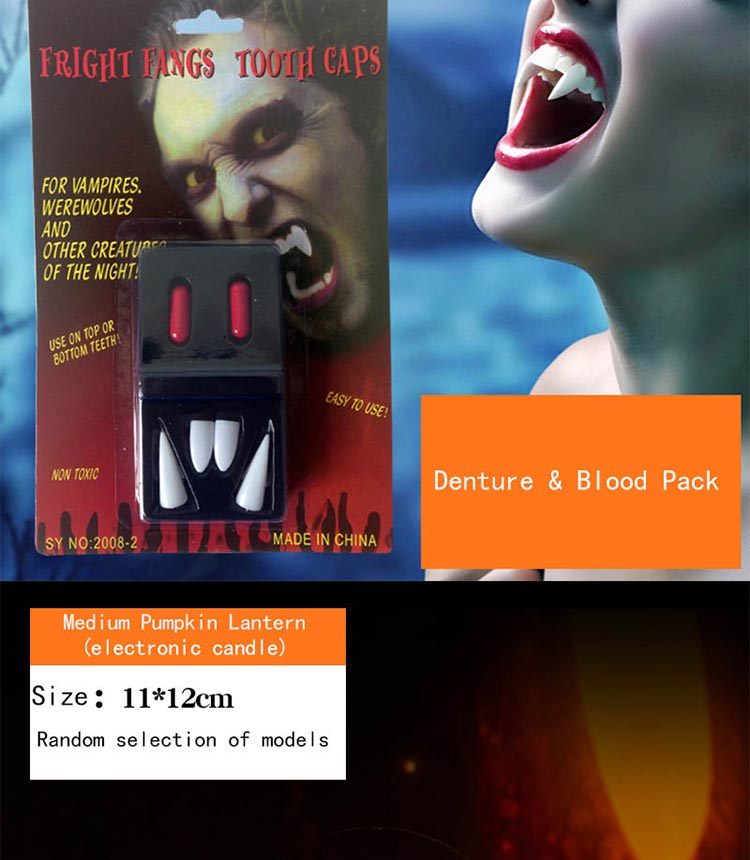 FRIGHT FANGS TOOTH CAPS
FOR VAMPIRES.
WEREWOLVES
AND
OTHER CREATURES
OF THE NIGHT!
USE ON TOP OR
BOTTOM TEETH!
EASY TO USE!
NON TOXIC
SY NO:2008-2
MADE IN CHINA
Denture & Blood Pack
Medium Pumpkin Lantern
(electronic candle)
Size: 11*12cm
Random selection of models